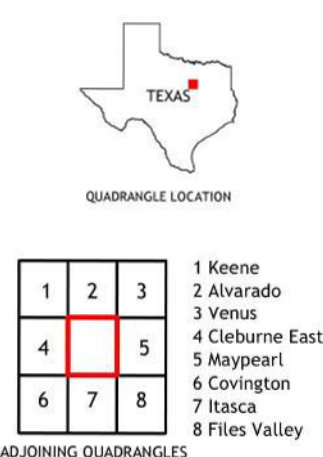 TEXAS
QUADRANGLE LOCATION
1 2 3
4 5
6 7 8
1 Keene
2 Alvarado
3 Venus
4 Cleburne East
5 Maypearl
6 Covington
7 Itasca
8 Files Valley
ADJOINING QUADRANGLES